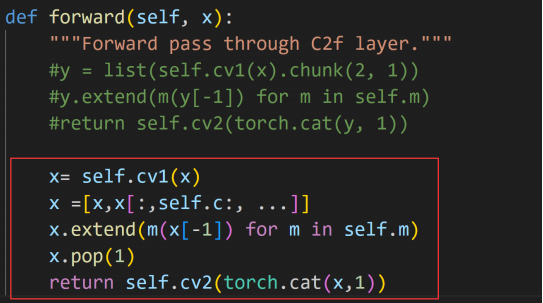 def forward(self, x):
"""Forward pass through C2f layer."""
#y = list(self.cv1(x).chunk(2, 1))
#y.extend(m(y[-1]) for m in self.m)
#return self.cv2(torch.cat(y, 1))
x= self.cv1(x)
x =[x,x[:,self.c:, ...]]
x.extend(m(x[-1]) for m in self.m)
x.pop(1)
return self.cv2(torch.cat(x,1))